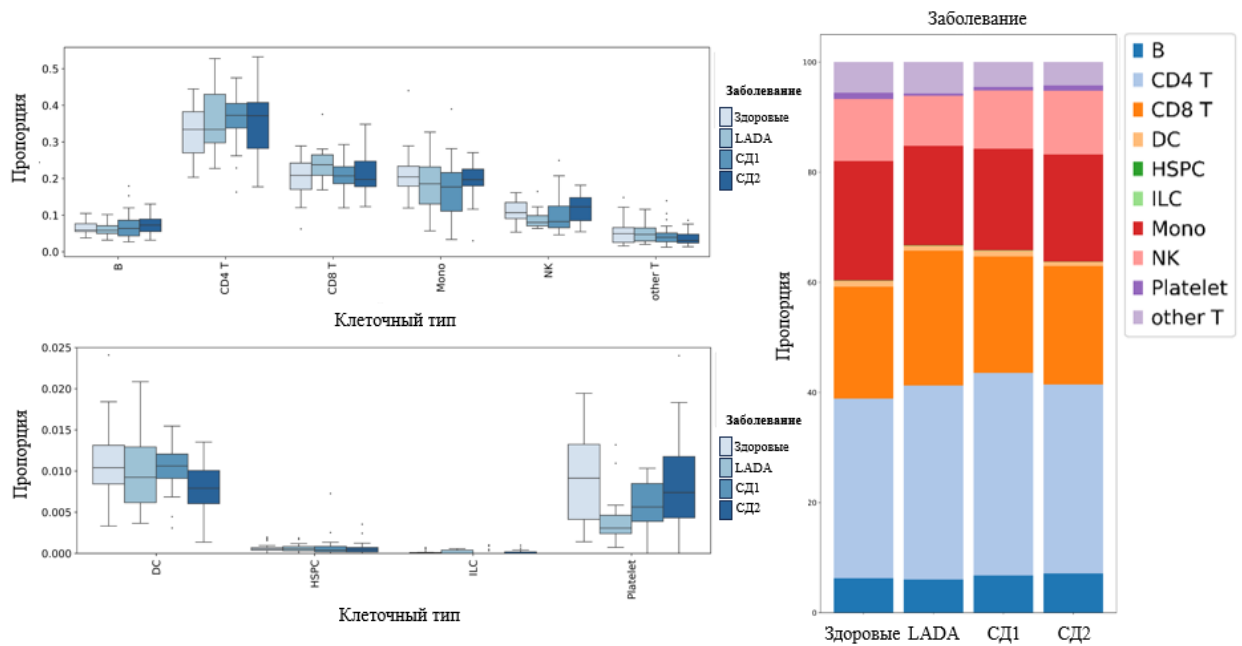 Пропорция
0.5
0.4
0.3
0.2
0.1
0.0
B
CD4 T
CD8 T
Mono
NK
other T
Клеточный тип
Заболевание
Здоровые
LADA
СД1
СД2
Пропорция
0.025
0.020
0.015
0.010
0.005
0.000
DC
HSPC
ILC
Platelet
Клеточный тип
Заболевание
Здоровые
LADA
СД1
СД2
Заболевание
Пропорция
100
80
60
40
20
0
Здоровые LADA СД1 СД2
B
CD4 T
CD8 T
DC
HSPC
ILC
Mono
NK
Platelet
other T